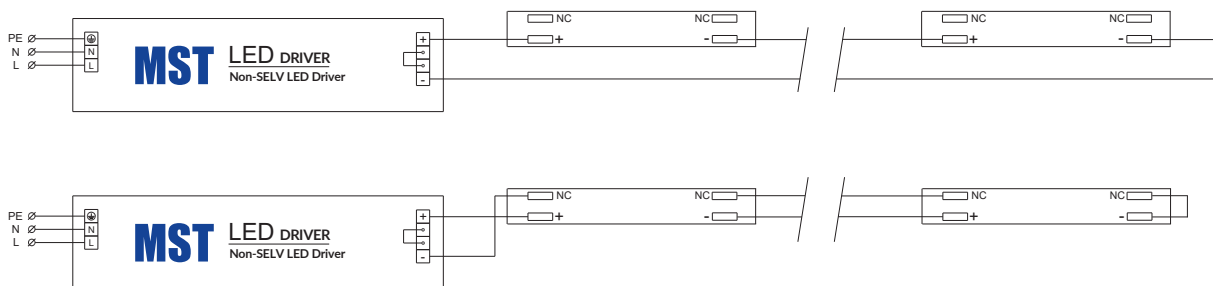 NC NC NC NC
PE + + - + -
N N MST LED DRIVER
L L Non-SELV LED Driver
-
NC NC NC NC
PE + + - + -
N N MST LED DRIVER
L L Non-SELV LED Driver
-